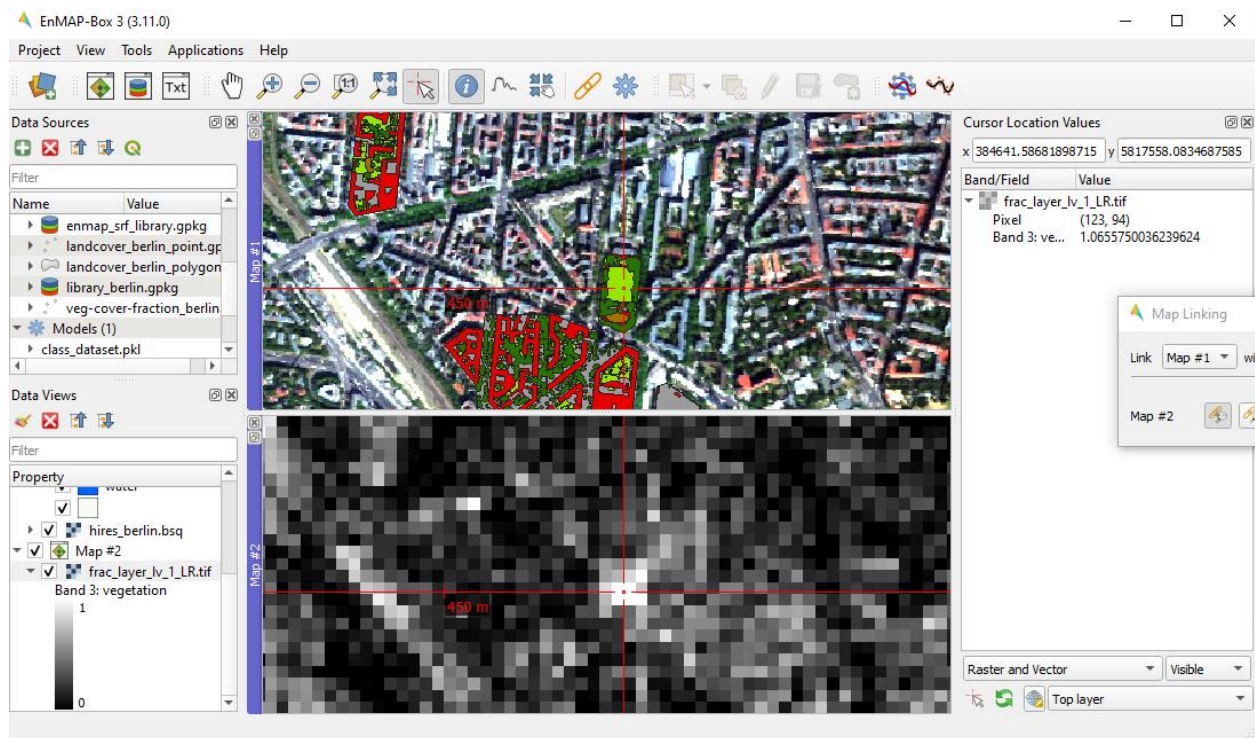 EnMAP-Box 3 (3.11.0)
Project View Tools Applications Help
Txt
1:1
Data Sources
Filter
Name Value
enmap_srf_library.gpkg
landcover_berlin_point.gp
landcover_berlin_polygon
library_berlin.gpkg
veg-cover-fraction_berlin
Models (1)
class_dataset.pkl
Data Views
Filter
Property
water
hires_berlin.bsq
Map #2
frac_layer_lv_1_LR.tif
Band 3: vegetation
1
0
Map #1
450 m
Map #2
450 m
Cursor Location Values
x 384641.58681898715 y 5817558.0834687585
Band/Field Value
frac_layer_lv_1_LR.tif
Pixel (123, 94)
Band 3: ve... 1.0655750036239624
Map Linking
Link Map #1 wi
Map #2
Raster and Vector Visible
Top layer